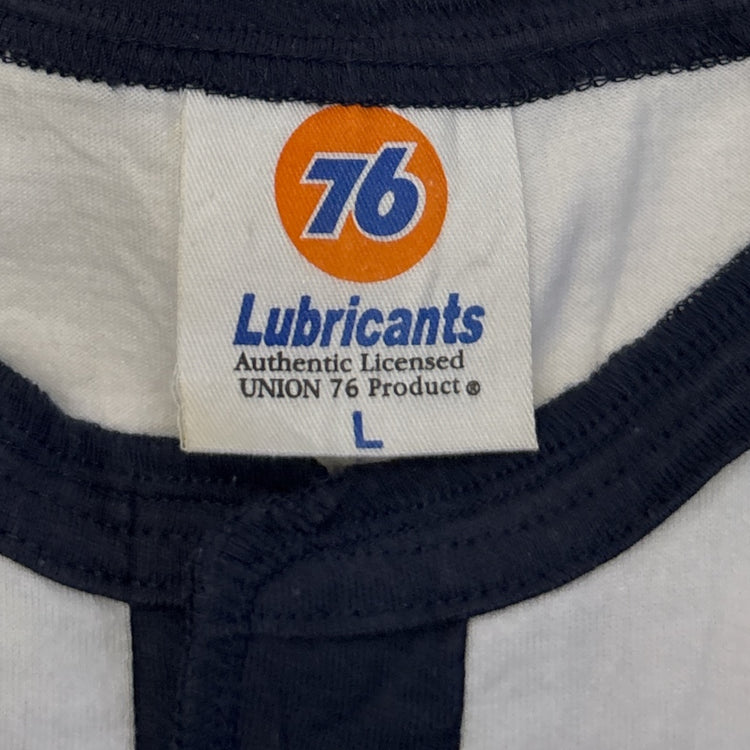 76
Lubricants
Authentic Licensed
UNION 76 Product ®
L